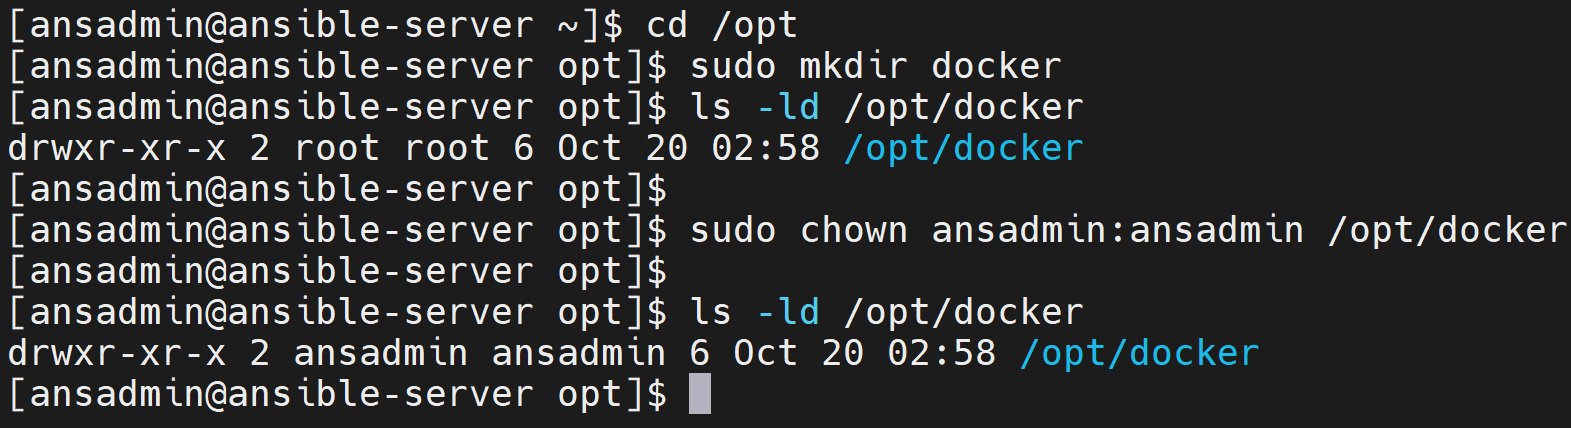 [ansadmin@ansible-server ~]$ cd /opt
[ansadmin@ansible-server opt]$ sudo mkdir docker
[ansadmin@ansible-server opt]$ ls -ld /opt/docker
drwxr-xr-x 2 root root 6 Oct 20 02:58 /opt/docker
[ansadmin@ansible-server opt]$
[ansadmin@ansible-server opt]$ sudo chown ansadmin:ansadmin /opt/docker
[ansadmin@ansible-server opt]$
[ansadmin@ansible-server opt]$ ls -ld /opt/docker
drwxr-xr-x 2 ansadmin ansadmin 6 Oct 20 02:58 /opt/docker
[ansadmin@ansible-server opt]$